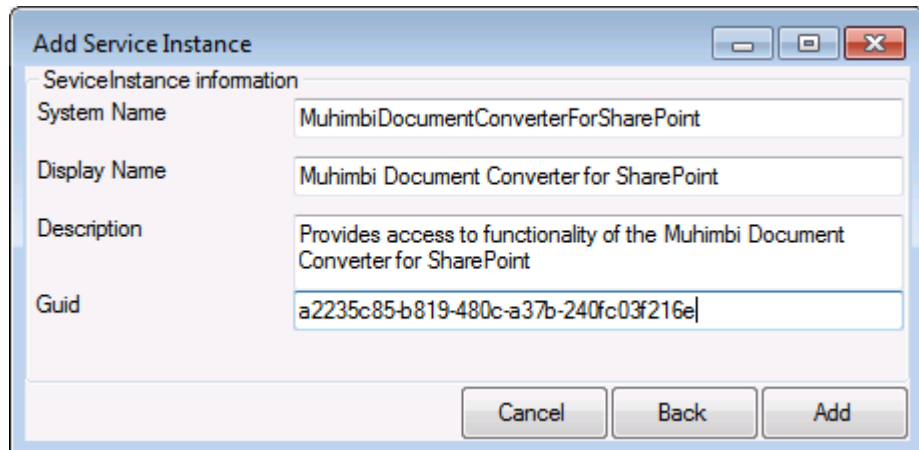 Add Service Instance
SeviceInstance information
System Name
MuhimbiDocumentConverterForSharePoint
Display Name
Muhimbi Document Converter for SharePoint
Description
Provides access to functionality of the Muhimbi Document
Converter for SharePoint
Guid
a2235c85-b819-480c-a37b-240fc03f216e
Cancel
Back
Add